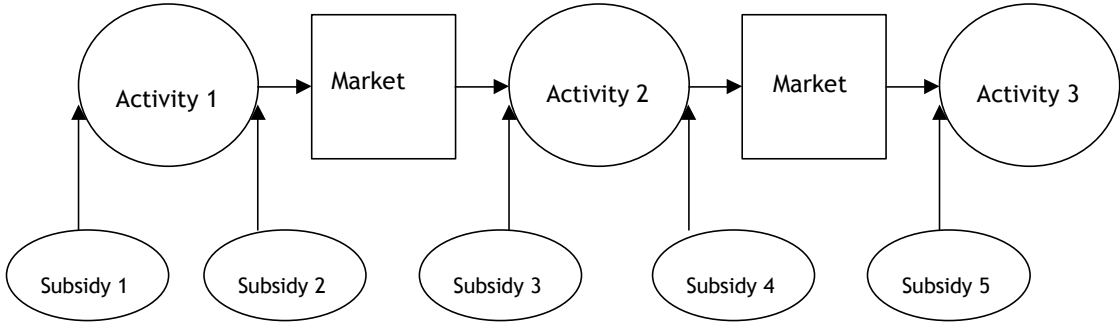 Activity 1
Market
Activity 2
Market
Activity 3
Subsidy 1
Subsidy 2
Subsidy 3
Subsidy 4
Subsidy 5